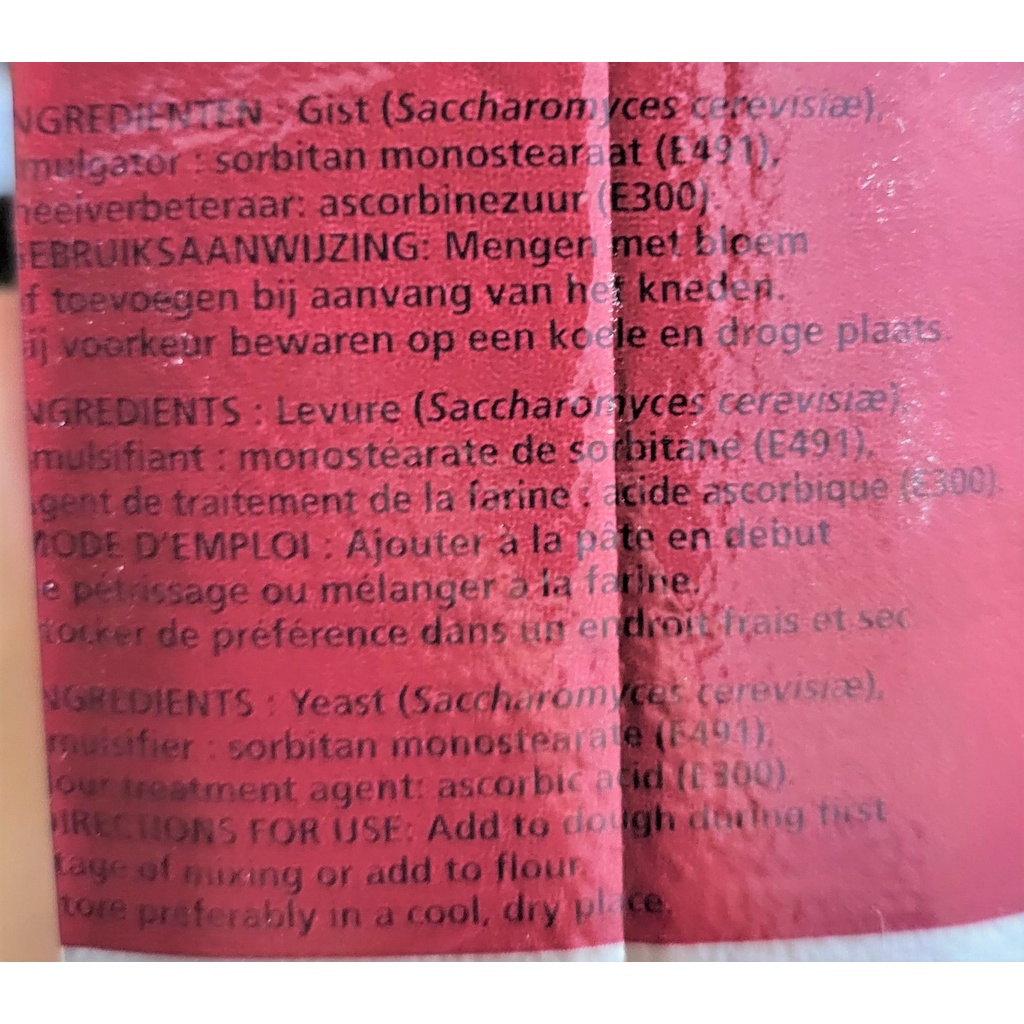 NGREDIENTEN : Gist (Saccharomyces cerevisiæ),
mulgator : sorbitan monostearaat (E491),
eelverbeteraar: ascorbinezuur (E300).
GEBRUIKSAANWIJZING: Mengen met bloem
f toevoegen bij aanvang van het kneden.
ij voorkeur bewaren op een koele en droge plaats.
NGREDIENTS : Levure (Saccharomyces cerevisiæ),
mulsifiant : monostéarate de sorbitane (E491),
gent de traitement de la farine : acide ascorbique (E300).
MODE D'EMPLOI : Ajouter à la pâte en début
e pétrissage ou mélanger à la farine.
tocker de préférence dans un endroit frais et sec
NGREDIENTS : Yeast (Saccharomyces cerevisiæ),
mulsifier : sorbitan monostearate (E491),
our treatment agent: ascorbic acid (E300).
DIRECTIONS FOR USE: Add to dough during first
tage of mixing or add to flour.
tore preferably in a cool, dry place.